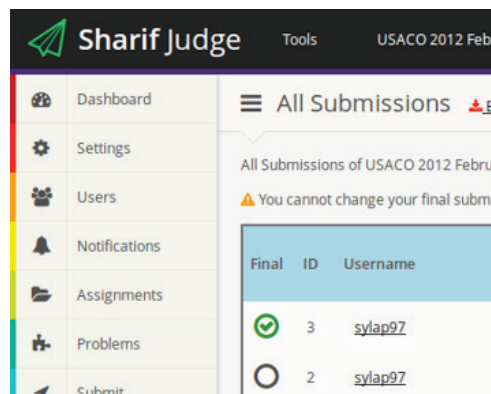 Sharif Judge Tools USACO 2012 Feb
Dashboard
Settings
Users
Notifications
Assignments
Problems
Submit
All Submissions
All Submissions of USACO 2012 Febru
You cannot change your final subm
Final ID Username
3 sylap97
2 sylap97